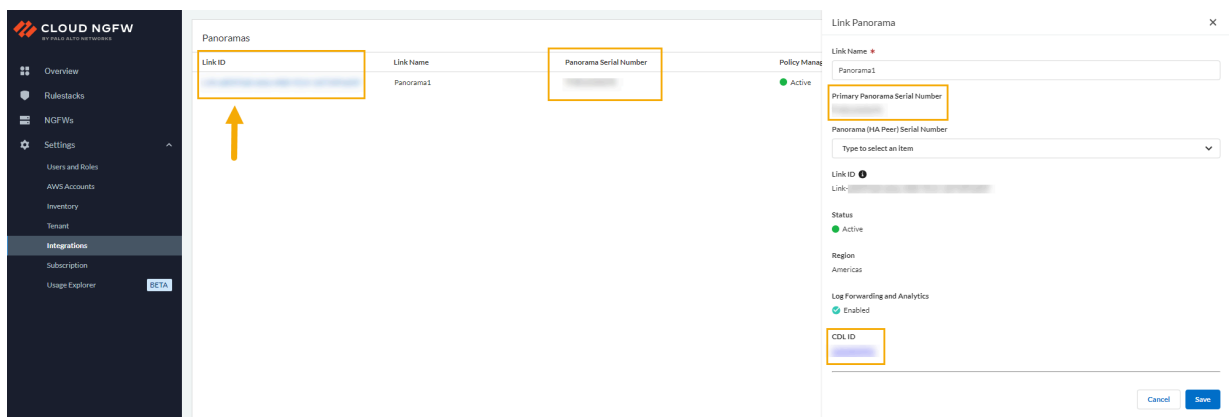 CLOUD NGFW
BY PALO ALTO NETWORKS
Overview
Rulestacks
NGFWs
Settings
Users and Roles
AWS Accounts
Inventory
Tenant
Integrations
Subscription
Usage Explorer BETA
Panoramas
Link ID Link Name Panorama Serial Number Policy Manag
Panorama1 Active
Link Panorama
Link Name *
Panorama1
Primary Panorama Serial Number
Panorama (HA Peer) Serial Number
Type to select an item
Link ID
Link-
Status
Active
Region
Americas
Log Forwarding and Analytics
Enabled
CDL ID
Cancel Save